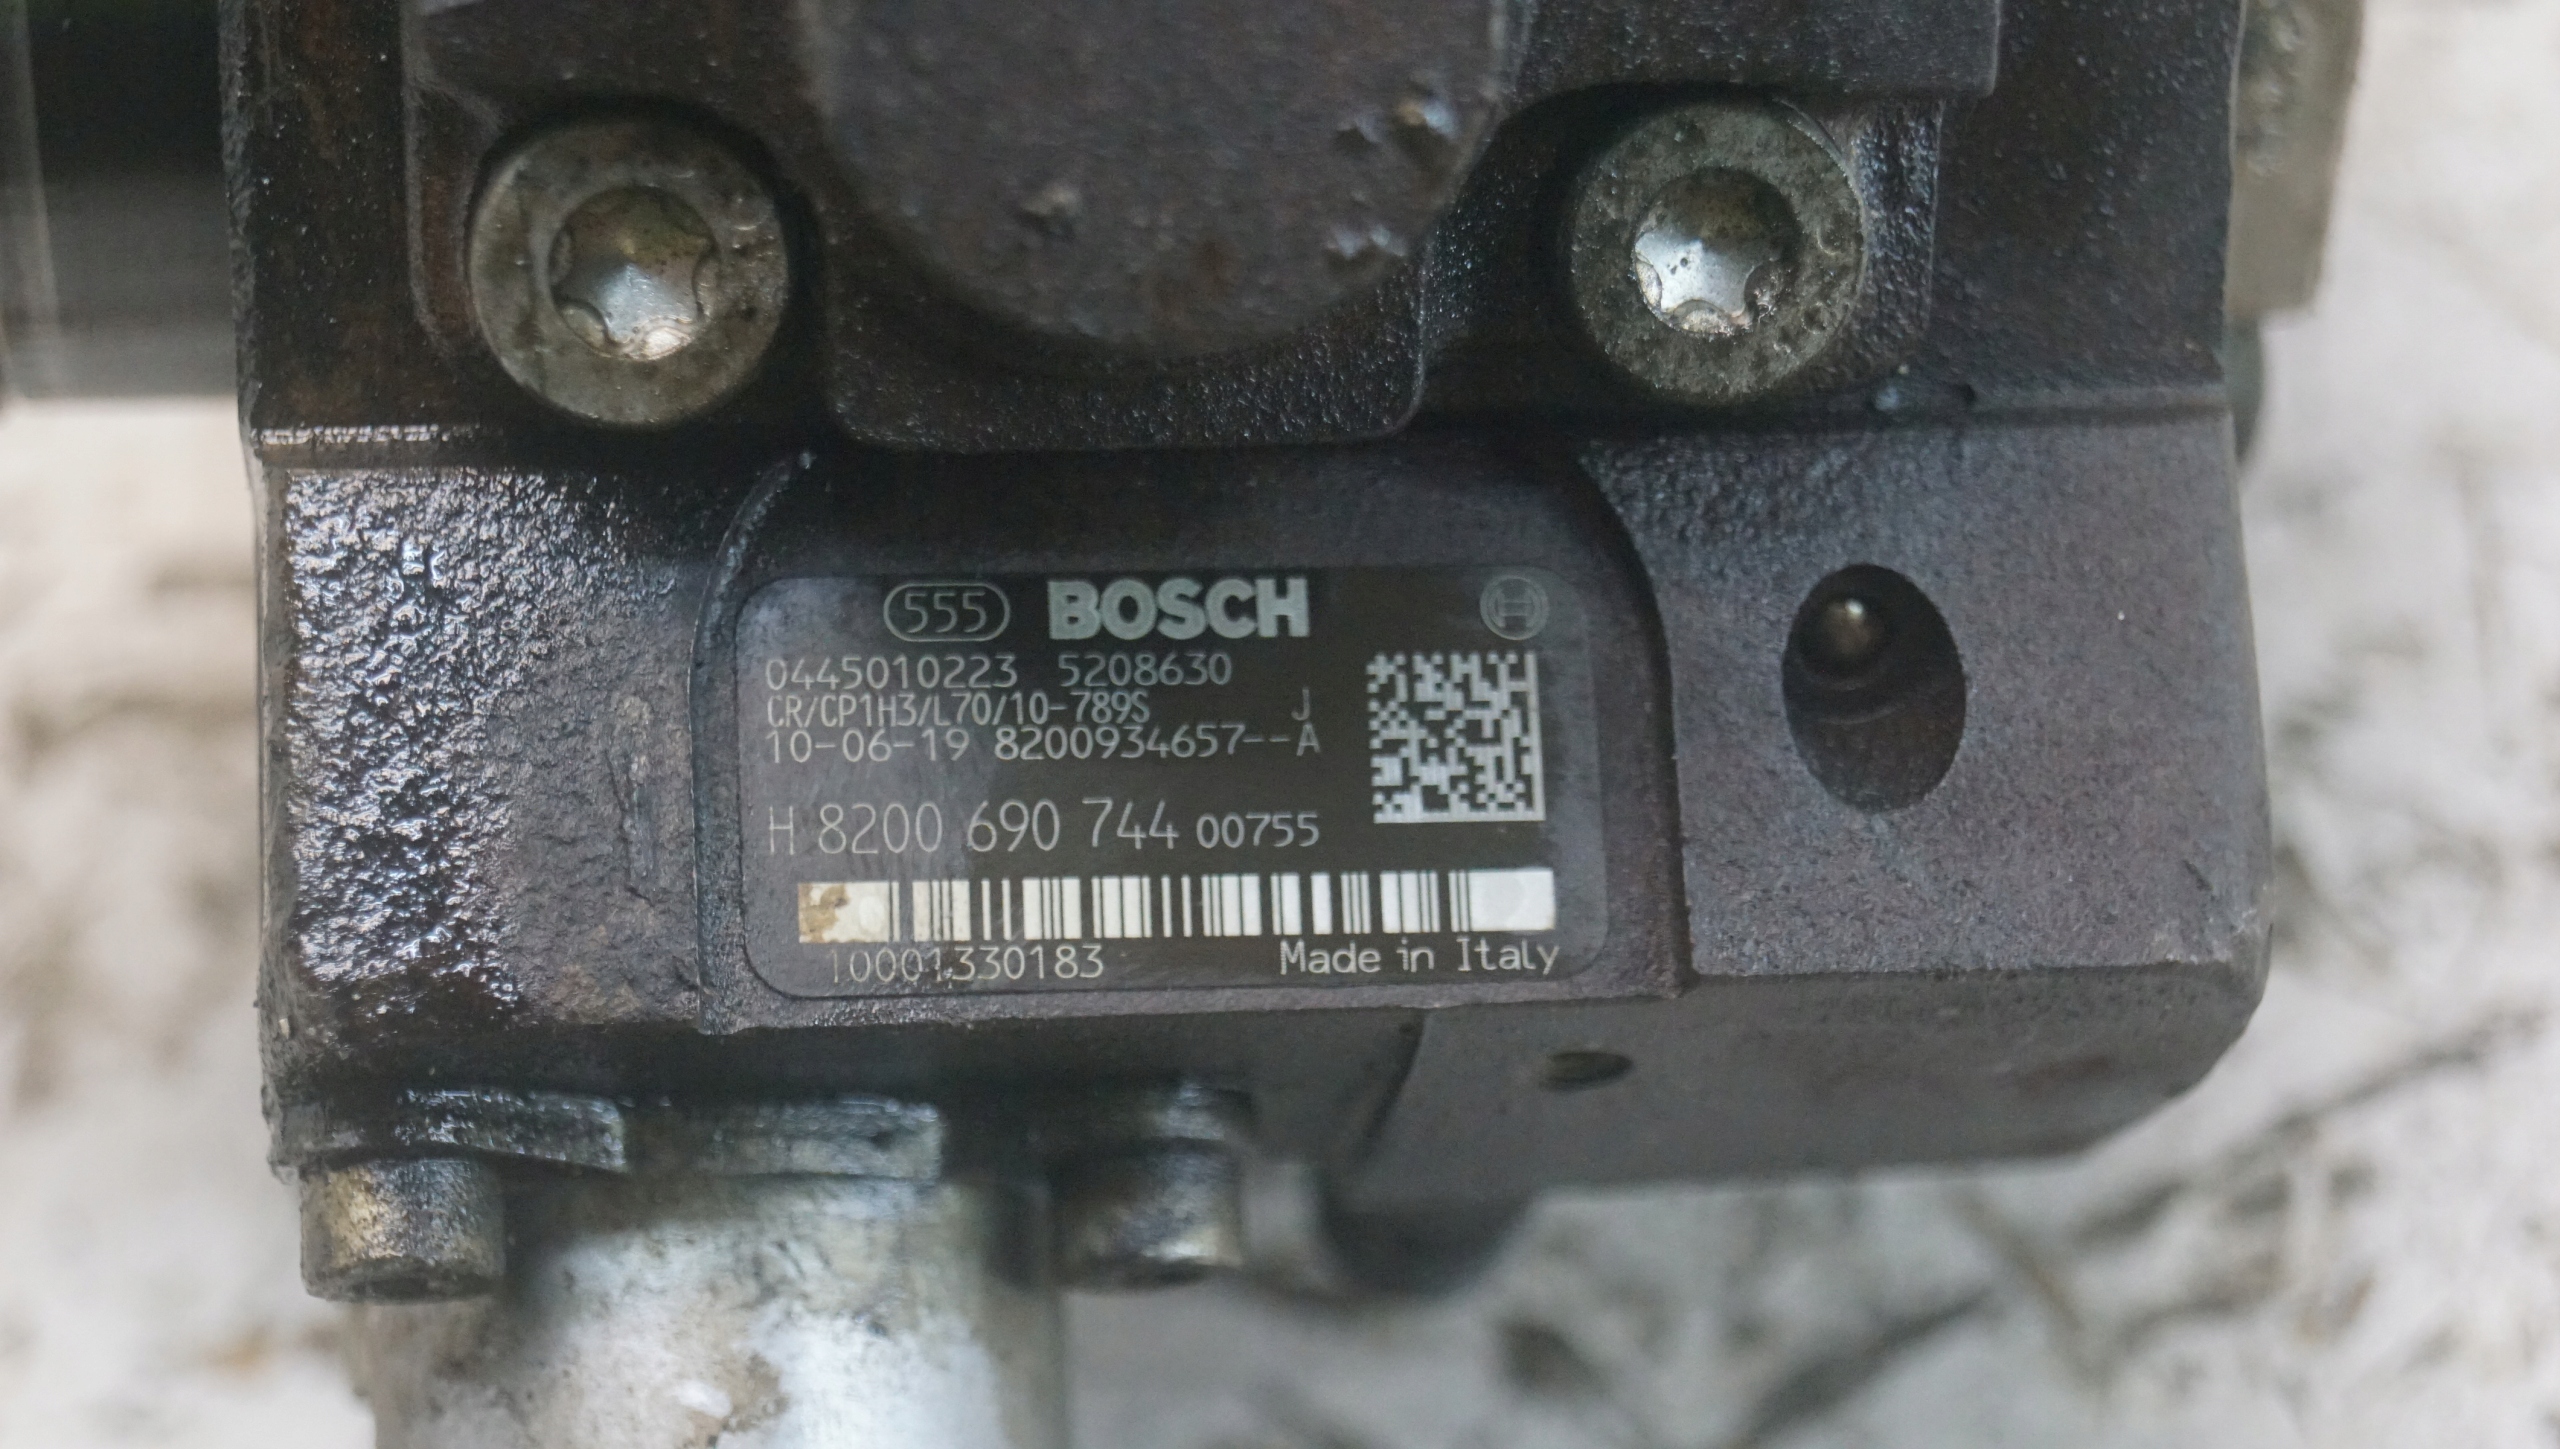 555 BOSCH
0445010223 5208630
CR/CP1H3/L70/10-789S J
10-06-19 8200934657--A
H 8200 690 744 00755
10001330183 Made in Italy